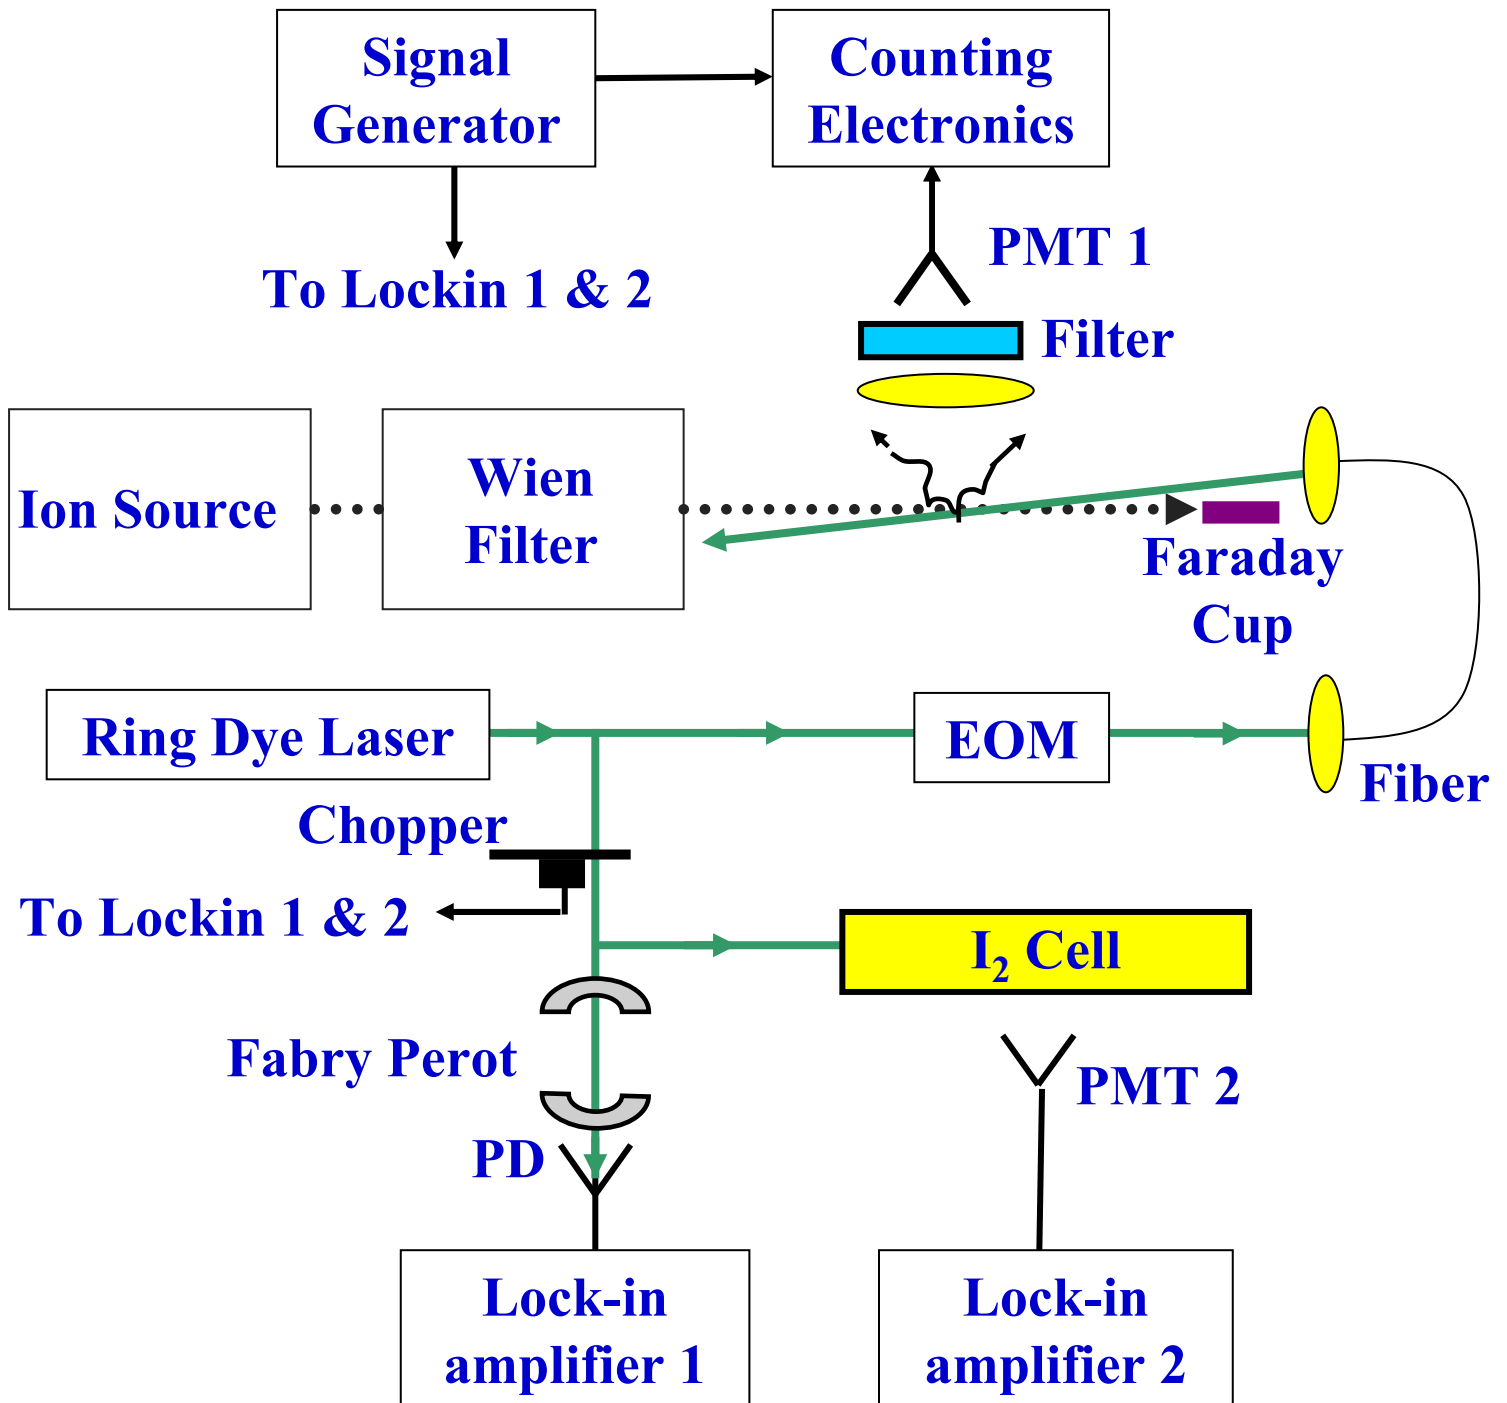 Signal
Generator
Counting
Electronics
PMT 1
To Lockin 1 & 2
Filter
Ion Source
Wien
Filter
Faraday
Cup
Ring Dye Laser
EOM
Fiber
Chopper
To Lockin 1 & 2
I₂ Cell
Fabry Perot
PMT 2
PD
Lock-in
amplifier 1
Lock-in
amplifier 2